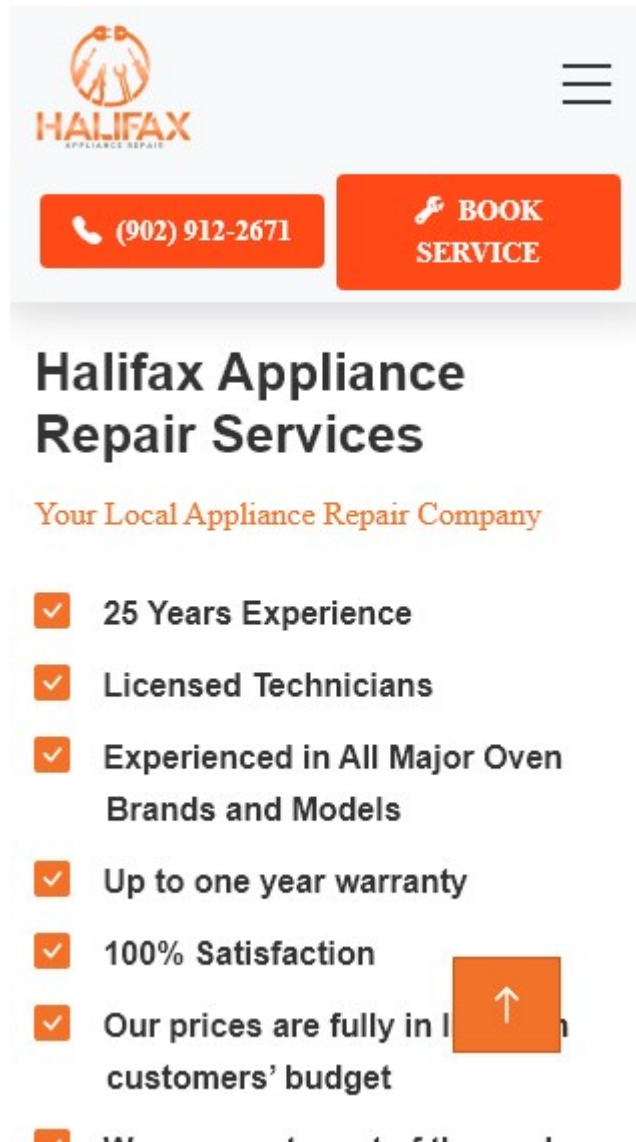 HALIFAX
APPLIANCE REPAIR
(902) 912-2671
BOOK
SERVICE
Halifax Appliance
Repair Services
Your Local Appliance Repair Company
25 Years Experience
Licensed Technicians
Experienced in All Major Oven
Brands and Models
Up to one year warranty
100% Satisfaction
Our prices are fully in
customers’ budget